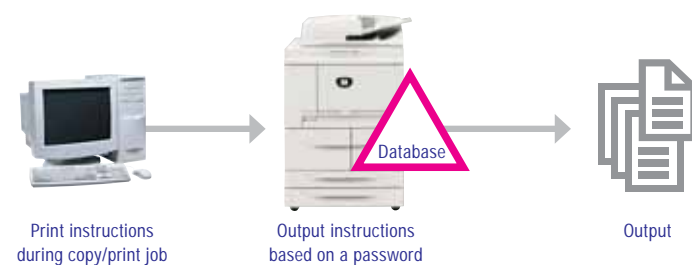 Database
Print instructions
during copy/print job
Output instructions
based on a password
Output